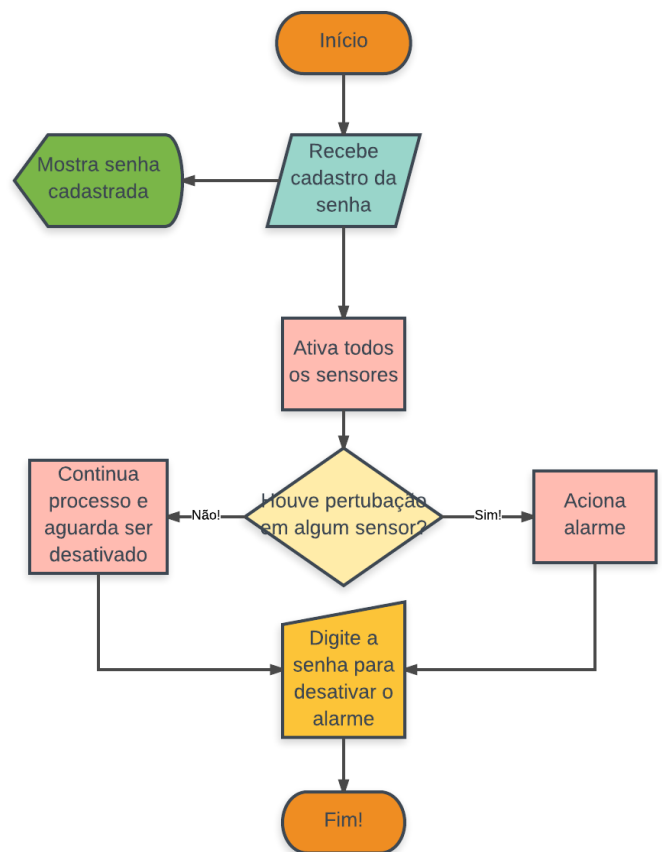 Início
Recebe
cadastro da
senha
Mostra senha
cadastrada
Ativa todos
os sensores
Houve pertubação
em algum sensor?
Não!
Sim!
Continua
processo e
aguarda ser
desativado
Aciona
alarme
Digite a
senha para
desativar o
alarme
Fim!